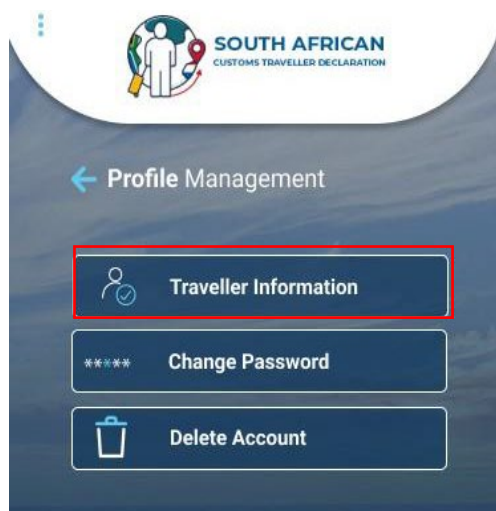 SOUTH AFRICAN
CUSTOMS TRAVELLER DECLARATION
Profile Management
Traveller Information
***** Change Password
Delete Account